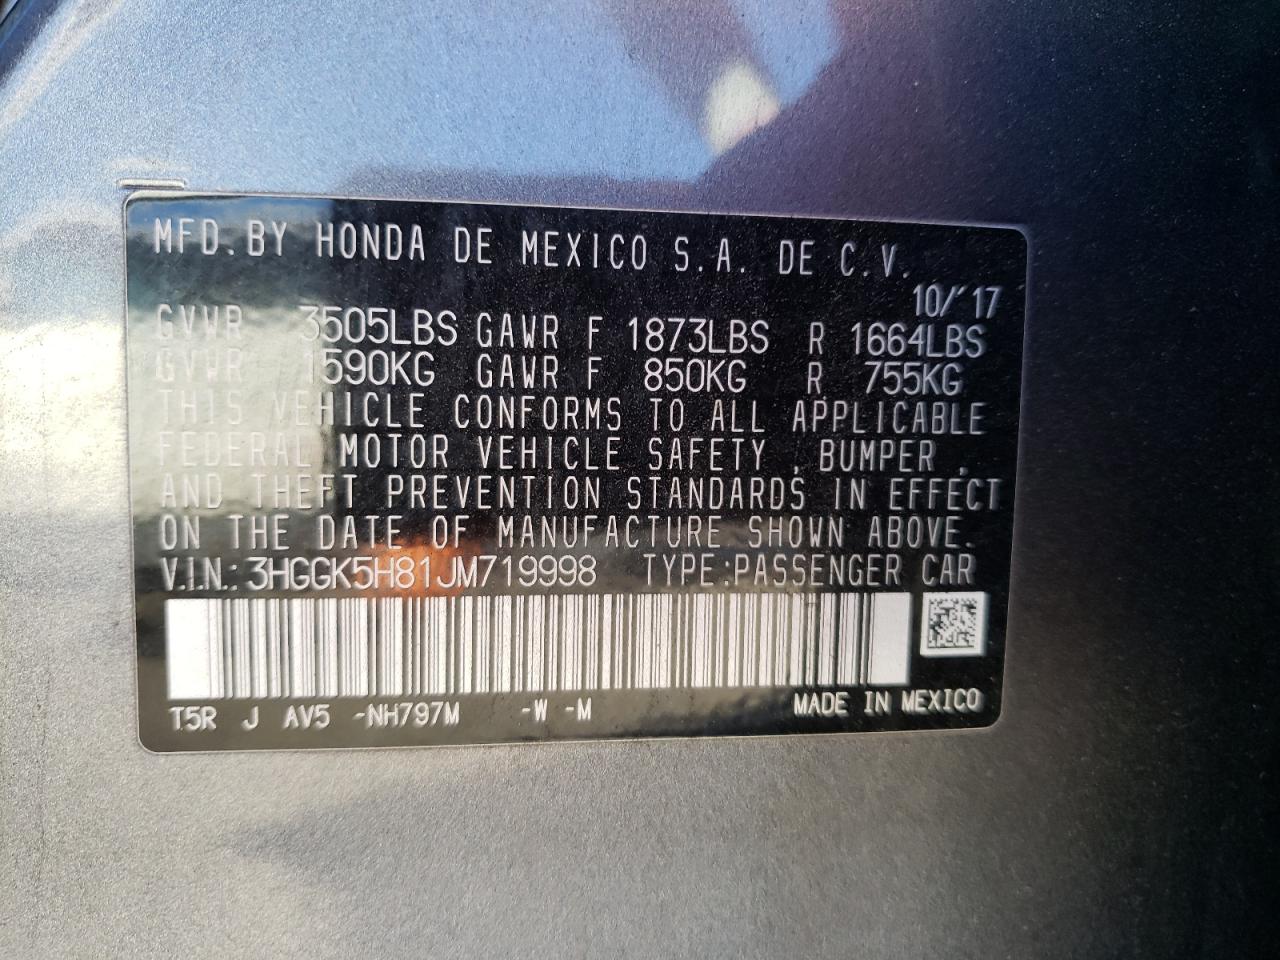 MFD.BY HONDA DE MEXICO S.A. DE C.V.
10/'17
GVWR 3505LBS GAWR F 1873LBS R 1664LBS
GVWR 1590KG GAWR F 850KG R 755KG
THIS VEHICLE CONFORMS TO ALL APPLICABLE
FEDERAL MOTOR VEHICLE SAFETY , BUMPER ,
AND THEFT PREVENTION STANDARDS IN EFFECT
ON THE DATE OF MANUFACTURE SHOWN ABOVE.
V.I.N.: 3HGGK5H81JM719998 TYPE:PASSENGER CAR
T5R J AV5 -NH797M -W -M MADE IN MEXICO